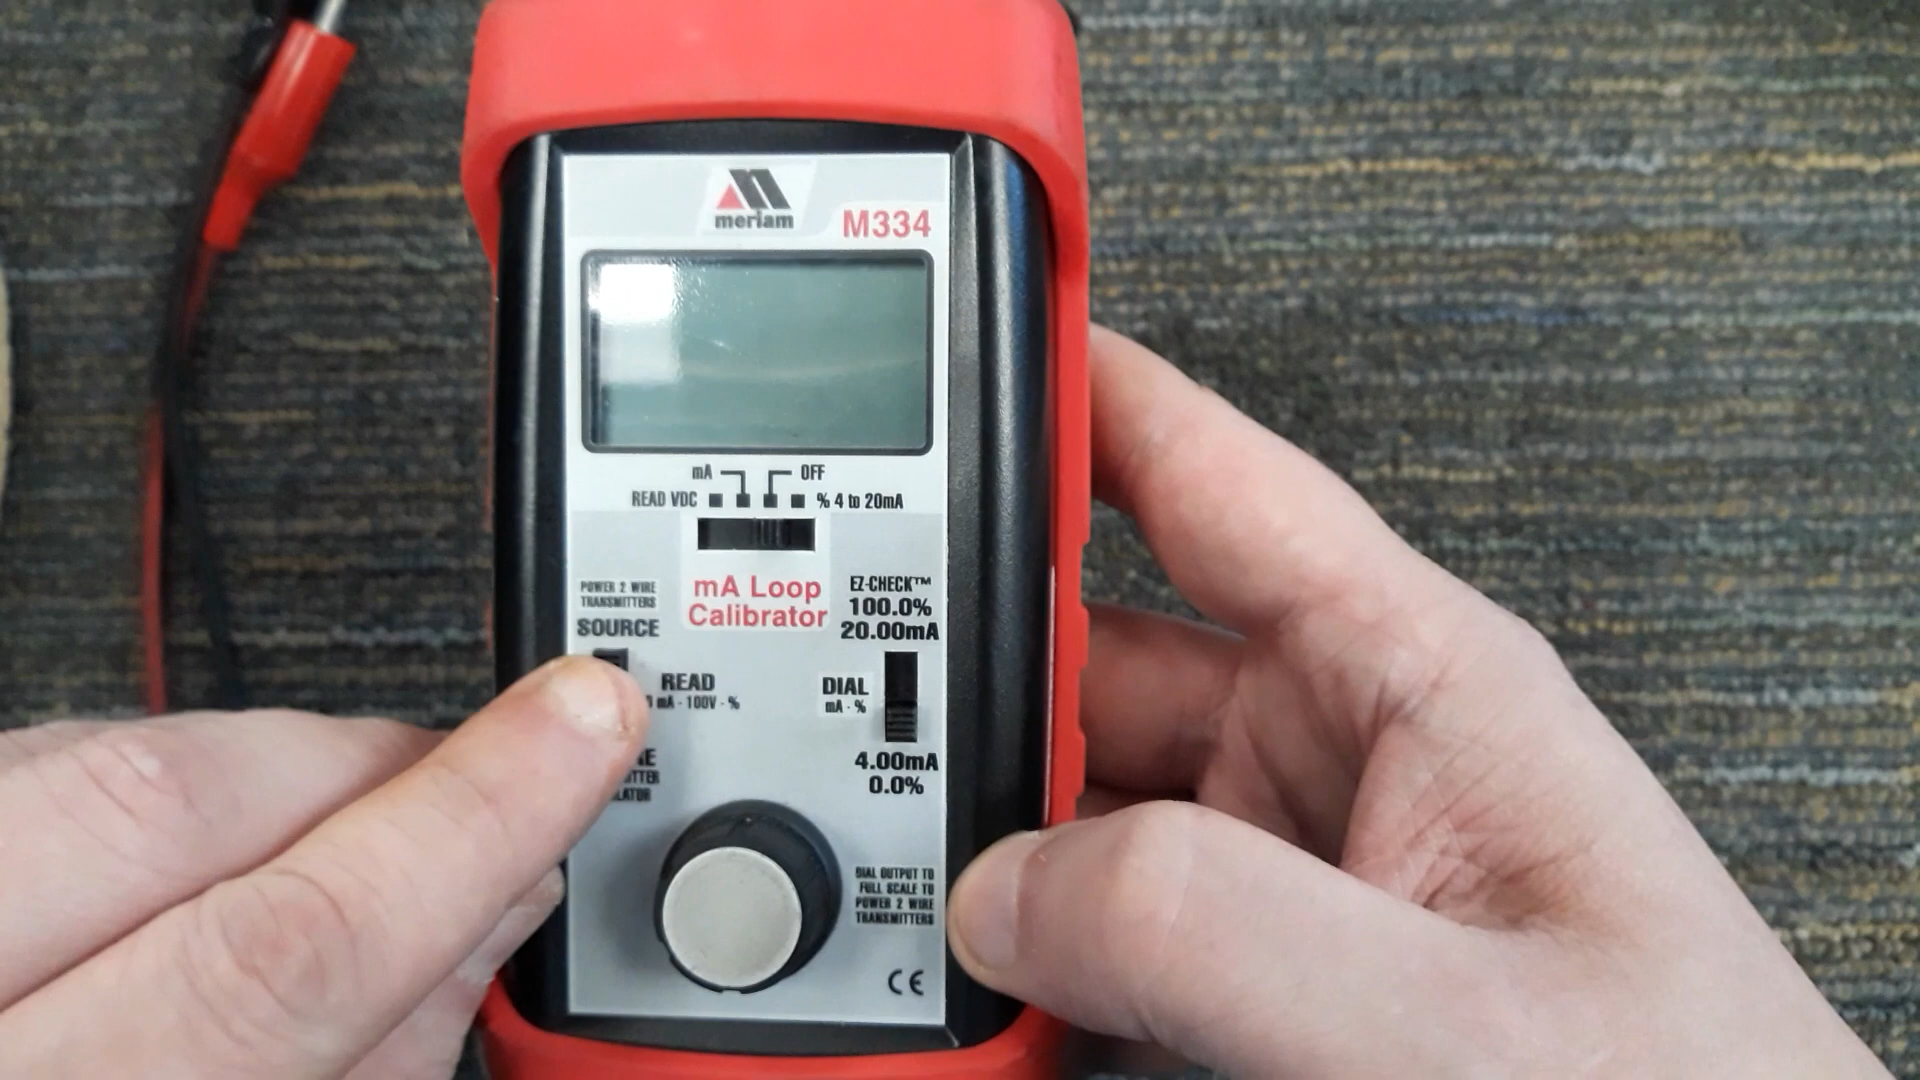 meriam
M334
mA OFF
READ VDC % 4 to 20mA
mA Loop
Calibrator
POWER 2 WIRE
TRANSMITTERS
SOURCE
READ
mA - 100V - %
EZ-CHECK™
100.0%
20.00mA
DIAL
mA - %
4.00mA
0.0%
DIAL OUTPUT TO
FULL SCALE TO
POWER 2 WIRE
TRANSMITTERS
CE